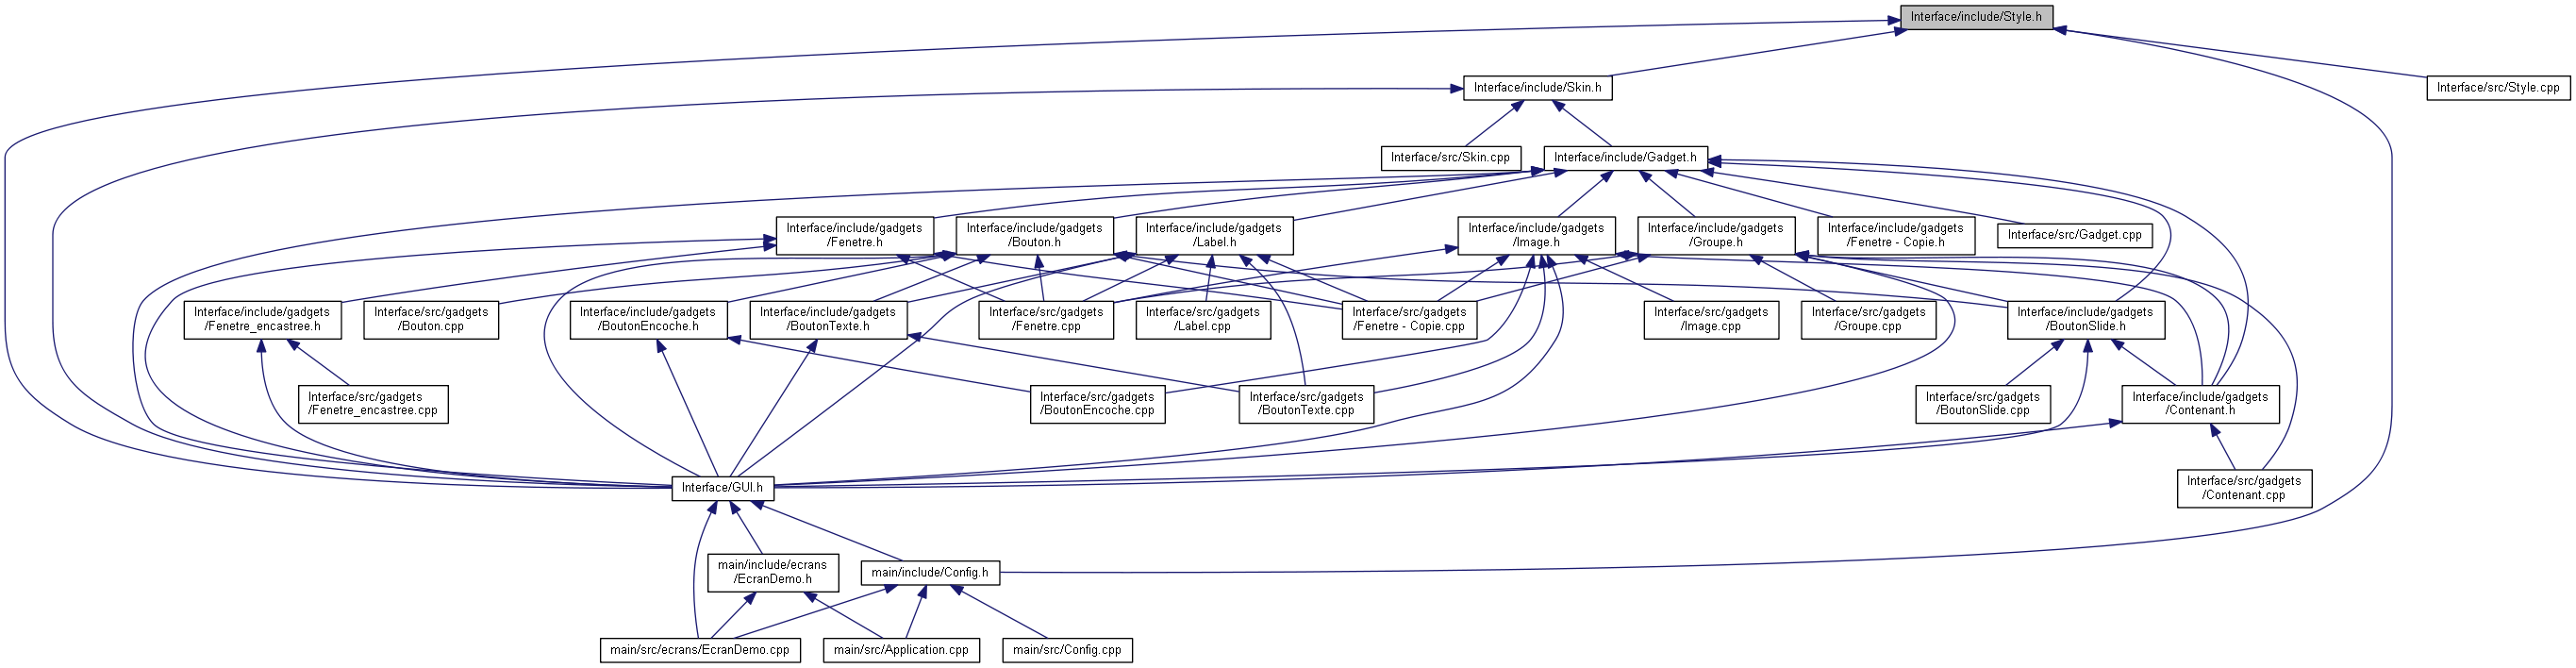 Interface/include/Style.h
Interface/include/Skin.h
Interface/src/Style.cpp
Interface/src/Skin.cpp
Interface/include/Gadget.h
Interface/include/gadgets
/Fenetre.h
Interface/include/gadgets
/Bouton.h
Interface/include/gadgets
/Label.h
Interface/include/gadgets
/Image.h
Interface/include/gadgets
/Groupe.h
Interface/include/gadgets
/Fenetre - Copie.h
Interface/src/Gadget.cpp
Interface/include/gadgets
/Fenetre_encastree.h
Interface/src/gadgets
/Bouton.cpp
Interface/include/gadgets
/BoutonEncoche.h
Interface/include/gadgets
/BoutonTexte.h
Interface/src/gadgets
/Fenetre.cpp
Interface/src/gadgets
/Label.cpp
Interface/src/gadgets
/Fenetre - Copie.cpp
Interface/src/gadgets
/Image.cpp
Interface/src/gadgets
/Groupe.cpp
Interface/include/gadgets
/BoutonSlide.h
Interface/src/gadgets
/Fenetre_encastree.cpp
Interface/src/gadgets
/BoutonEncoche.cpp
Interface/src/gadgets
/BoutonTexte.cpp
Interface/src/gadgets
/BoutonSlide.cpp
Interface/include/gadgets
/Contenant.h
Interface/GUI.h
Interface/src/gadgets
/Contenant.cpp
main/include/ecrans
/EcranDemo.h
main/include/Config.h
main/src/ecrans/EcranDemo.cpp
main/src/Application.cpp
main/src/Config.cpp